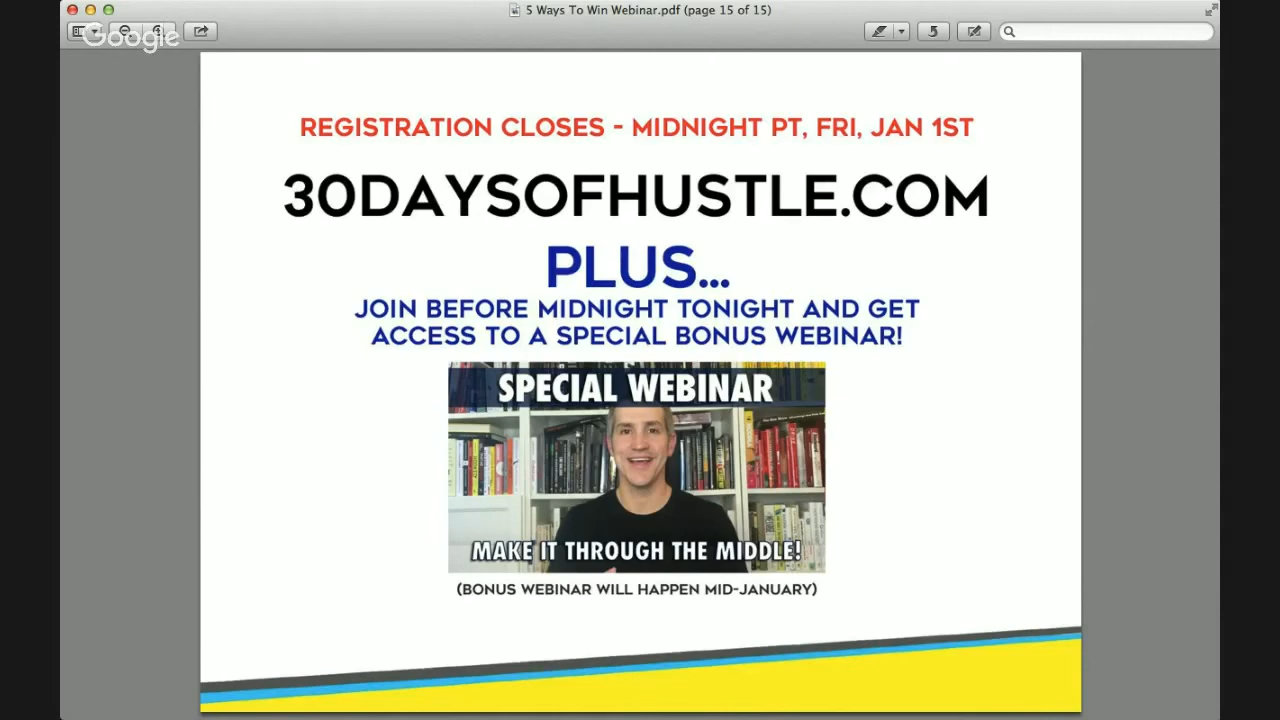 5 Ways To Win Webinar.pdf (page 15 of 15)
Google
REGISTRATION CLOSES - MIDNIGHT PT, FRI, JAN 1ST
30DAYSOFHUSTLE.COM
PLUS...
JOIN BEFORE MIDNIGHT TONIGHT AND GET
ACCESS TO A SPECIAL BONUS WEBINAR!
SPECIAL WEBINAR
MAKE IT THROUGH THE MIDDLE!
(BONUS WEBINAR WILL HAPPEN MID-JANUARY)